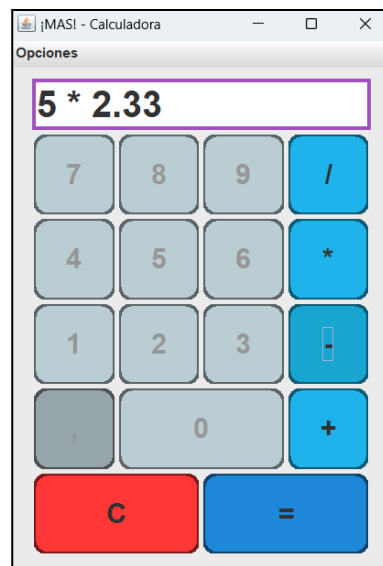 ¡MAS! - Calculadora
Opciones
5 * 2.33
7 8 9 /
4 5 6 *
1 2 3 -
, 0 +
C =